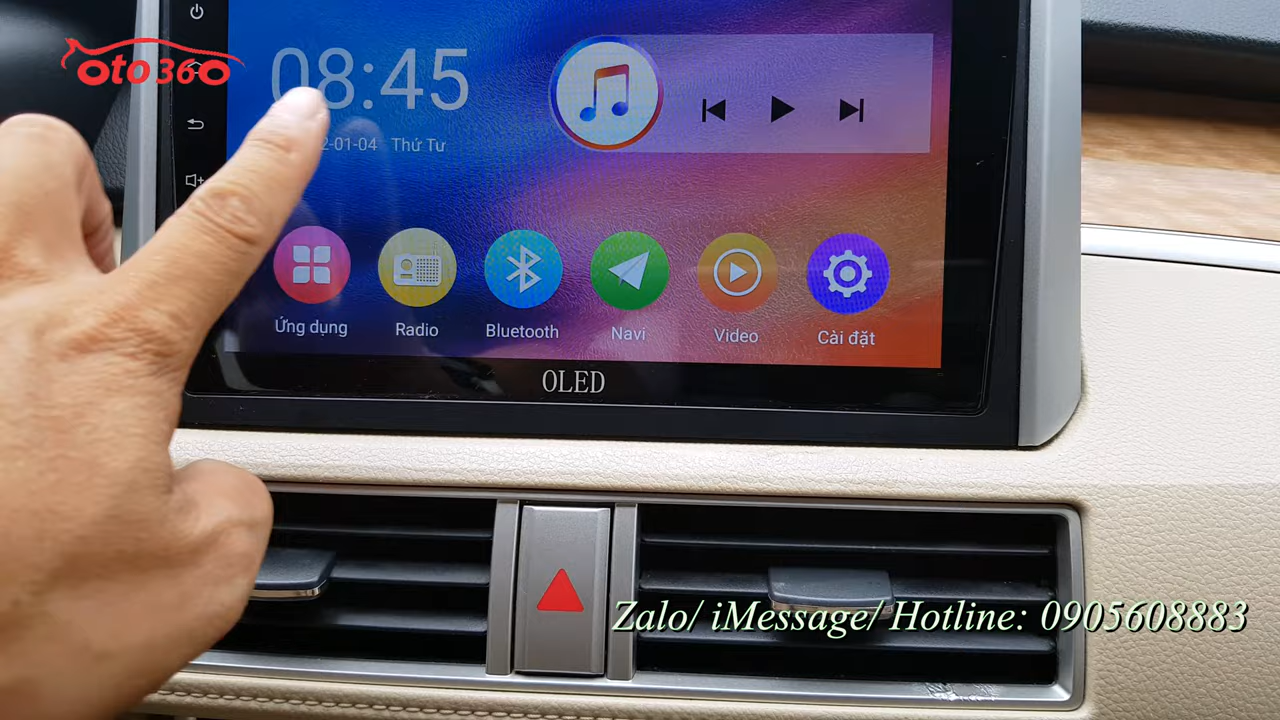 oto360
08:45
2-01-04 Thứ Tư
Ứng dụng
Radio
Bluetooth
Navi
Video
Cài đặt
OLED
Zalo/ iMessage/ Hotline: 0905608883